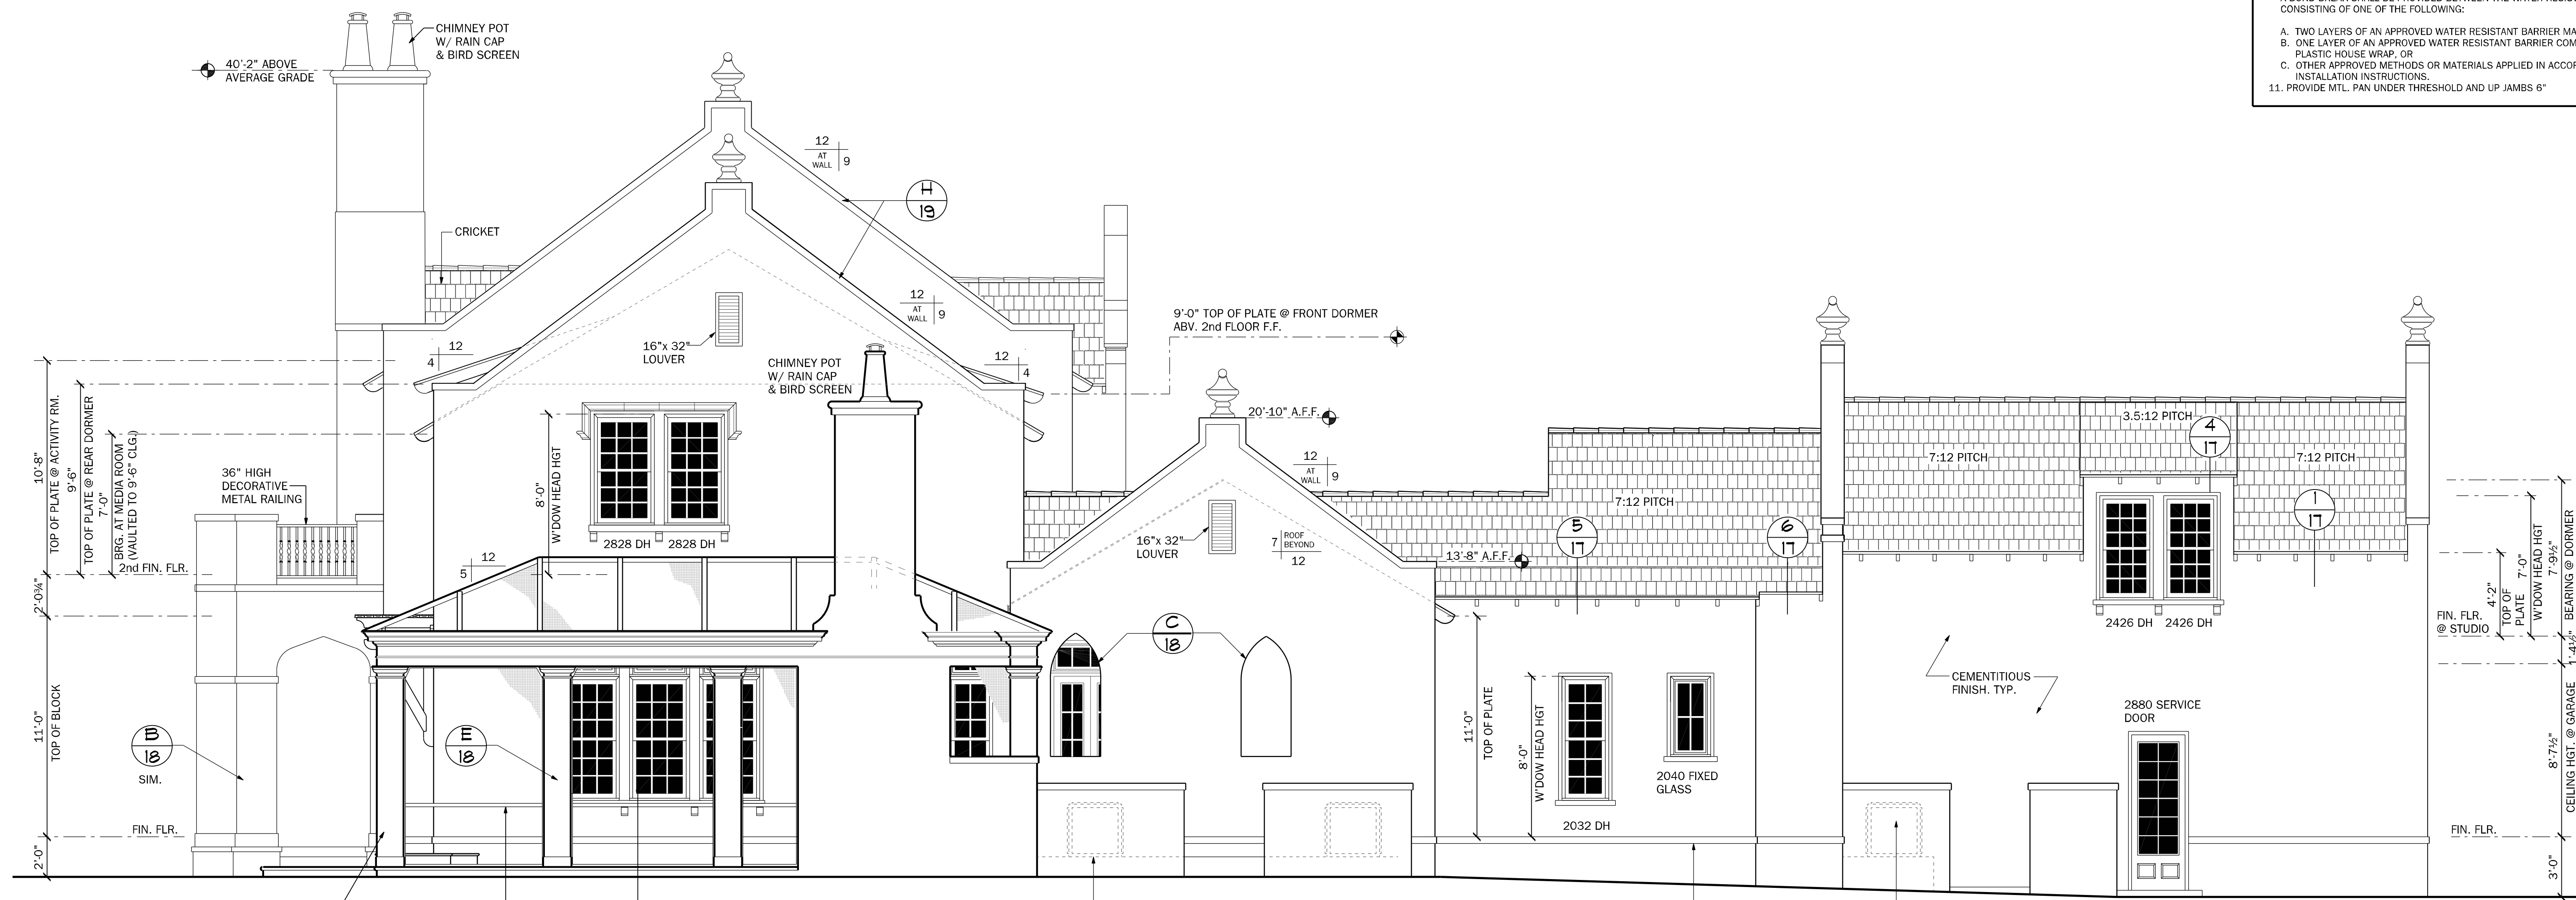 CONSISTING OF ONE OF THE FOLLOWING:
A. TWO LAYERS OF AN APPROVED WATER RESISTANT BARRIER
B. ONE LAYER OF AN APPROVED WATER RESISTANT BARRIER
PLASTIC HOUSE WRAP, OR
C. OTHER APPROVED METHODS OR MATERIALS APPLIED IN
INSTALLATION INSTRUCTIONS.
11. PROVIDE MTL. PAN UNDER THRESHOLD AND UP JAMBS 6"
CHIMNEY POT
W/ RAIN CAP
& BIRD SCREEN
40'-2" ABOVE
AVERAGE GRADE
12
AT
WALL
9
H
19
CRICKET
12
AT
WALL
9
9'-0" TOP OF PLATE @ FRONT DORMER
ABV. 2nd FLOOR F.F.
16"x 32"
LOUVER
12
4
12
4
CHIMNEY POT
W/ RAIN CAP
& BIRD SCREEN
20'-10" A.F.F.
12
AT
WALL
9
10'-8"
TOP OF PLATE @ ACTIVITY RM.
9'-6"
TOP OF PLATE @ REAR DORMER
7'-0"
BRG. AT MEDIA ROOM
(VAULTED TO 9'-6" CLG.)
2nd FIN. FLR.
36" HIGH
DECORATIVE
METAL RAILING
8'-0"
W'DOW HEAD HGT
2828 DH
2828 DH
12
5
16"x 32"
LOUVER
7
ROOF
BEYOND
12
13'-8" A.F.F.
7:12 PITCH
5
17
6
17
7:12 PITCH
3.5:12 PITCH
4
17
7:12 PITCH
1
17
2426 DH
2426 DH
2'-0¾"
11'-0"
TOP OF BLOCK
2'-0"
FIN. FLR.
B
18
SIM.
E
18
C
18
11'-0"
TOP OF PLATE
8'-0"
W'DOW HEAD HGT
2032 DH
2040 FIXED
GLASS
CEMENTITIOUS
FINISH. TYP.
2880 SERVICE
DOOR
FIN. FLR.
@ STUDIO
4'-2"
TOP OF
PLATE
7'-0"
W'DOW HEAD HGT
7'-9½"
BEARING @ DORMER
1'-4½"
8'-7½"
CEILING HGT. @ GARAGE
FIN. FLR.
3'-0"